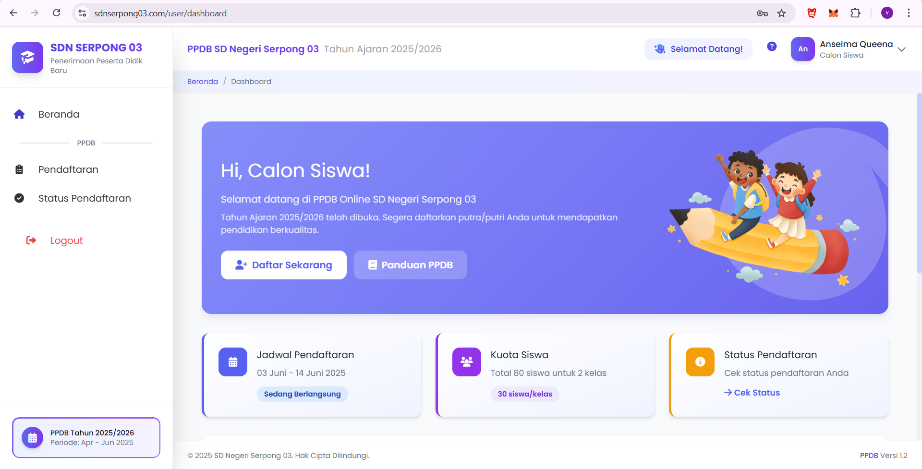 sdnserpong03.com/user/dashboard
V
SDN SERPONG 03
Penerimaan Peserta Didik
Baru
PPDB SD Negeri Serpong 03 Tahun Ajaran 2025/2026
Selamat Datang!
?
An
Anselma Queena
Calon Siswa
Beranda / Dashboard
Beranda
PPDB
Pendaftaran
Status Pendaftaran
Logout
PPDB Tahun 2025/2026
Periode: Apr - Jun 2025
Hi, Calon Siswa!
Selamat datang di PPDB Online SD Negeri Serpong 03
Tahun Ajaran 2025/2026 telah dibuka. Segera daftarkan putra/putri Anda untuk mendapatkan
pendidikan berkualitas.
Daftar Sekarang
Panduan PPDB
Jadwal Pendaftaran
03 Juni - 14 Juni 2025
Sedang Berlangsung
Kuota Siswa
Total 80 siswa untuk 2 kelas
30 siswa/kelas
Status Pendaftaran
Cek status pendaftaran Anda
→ Cek Status
© 2025 SD Negeri Serpong 03. Hak Cipta Dilindungi.
PPDB Versi 1.2